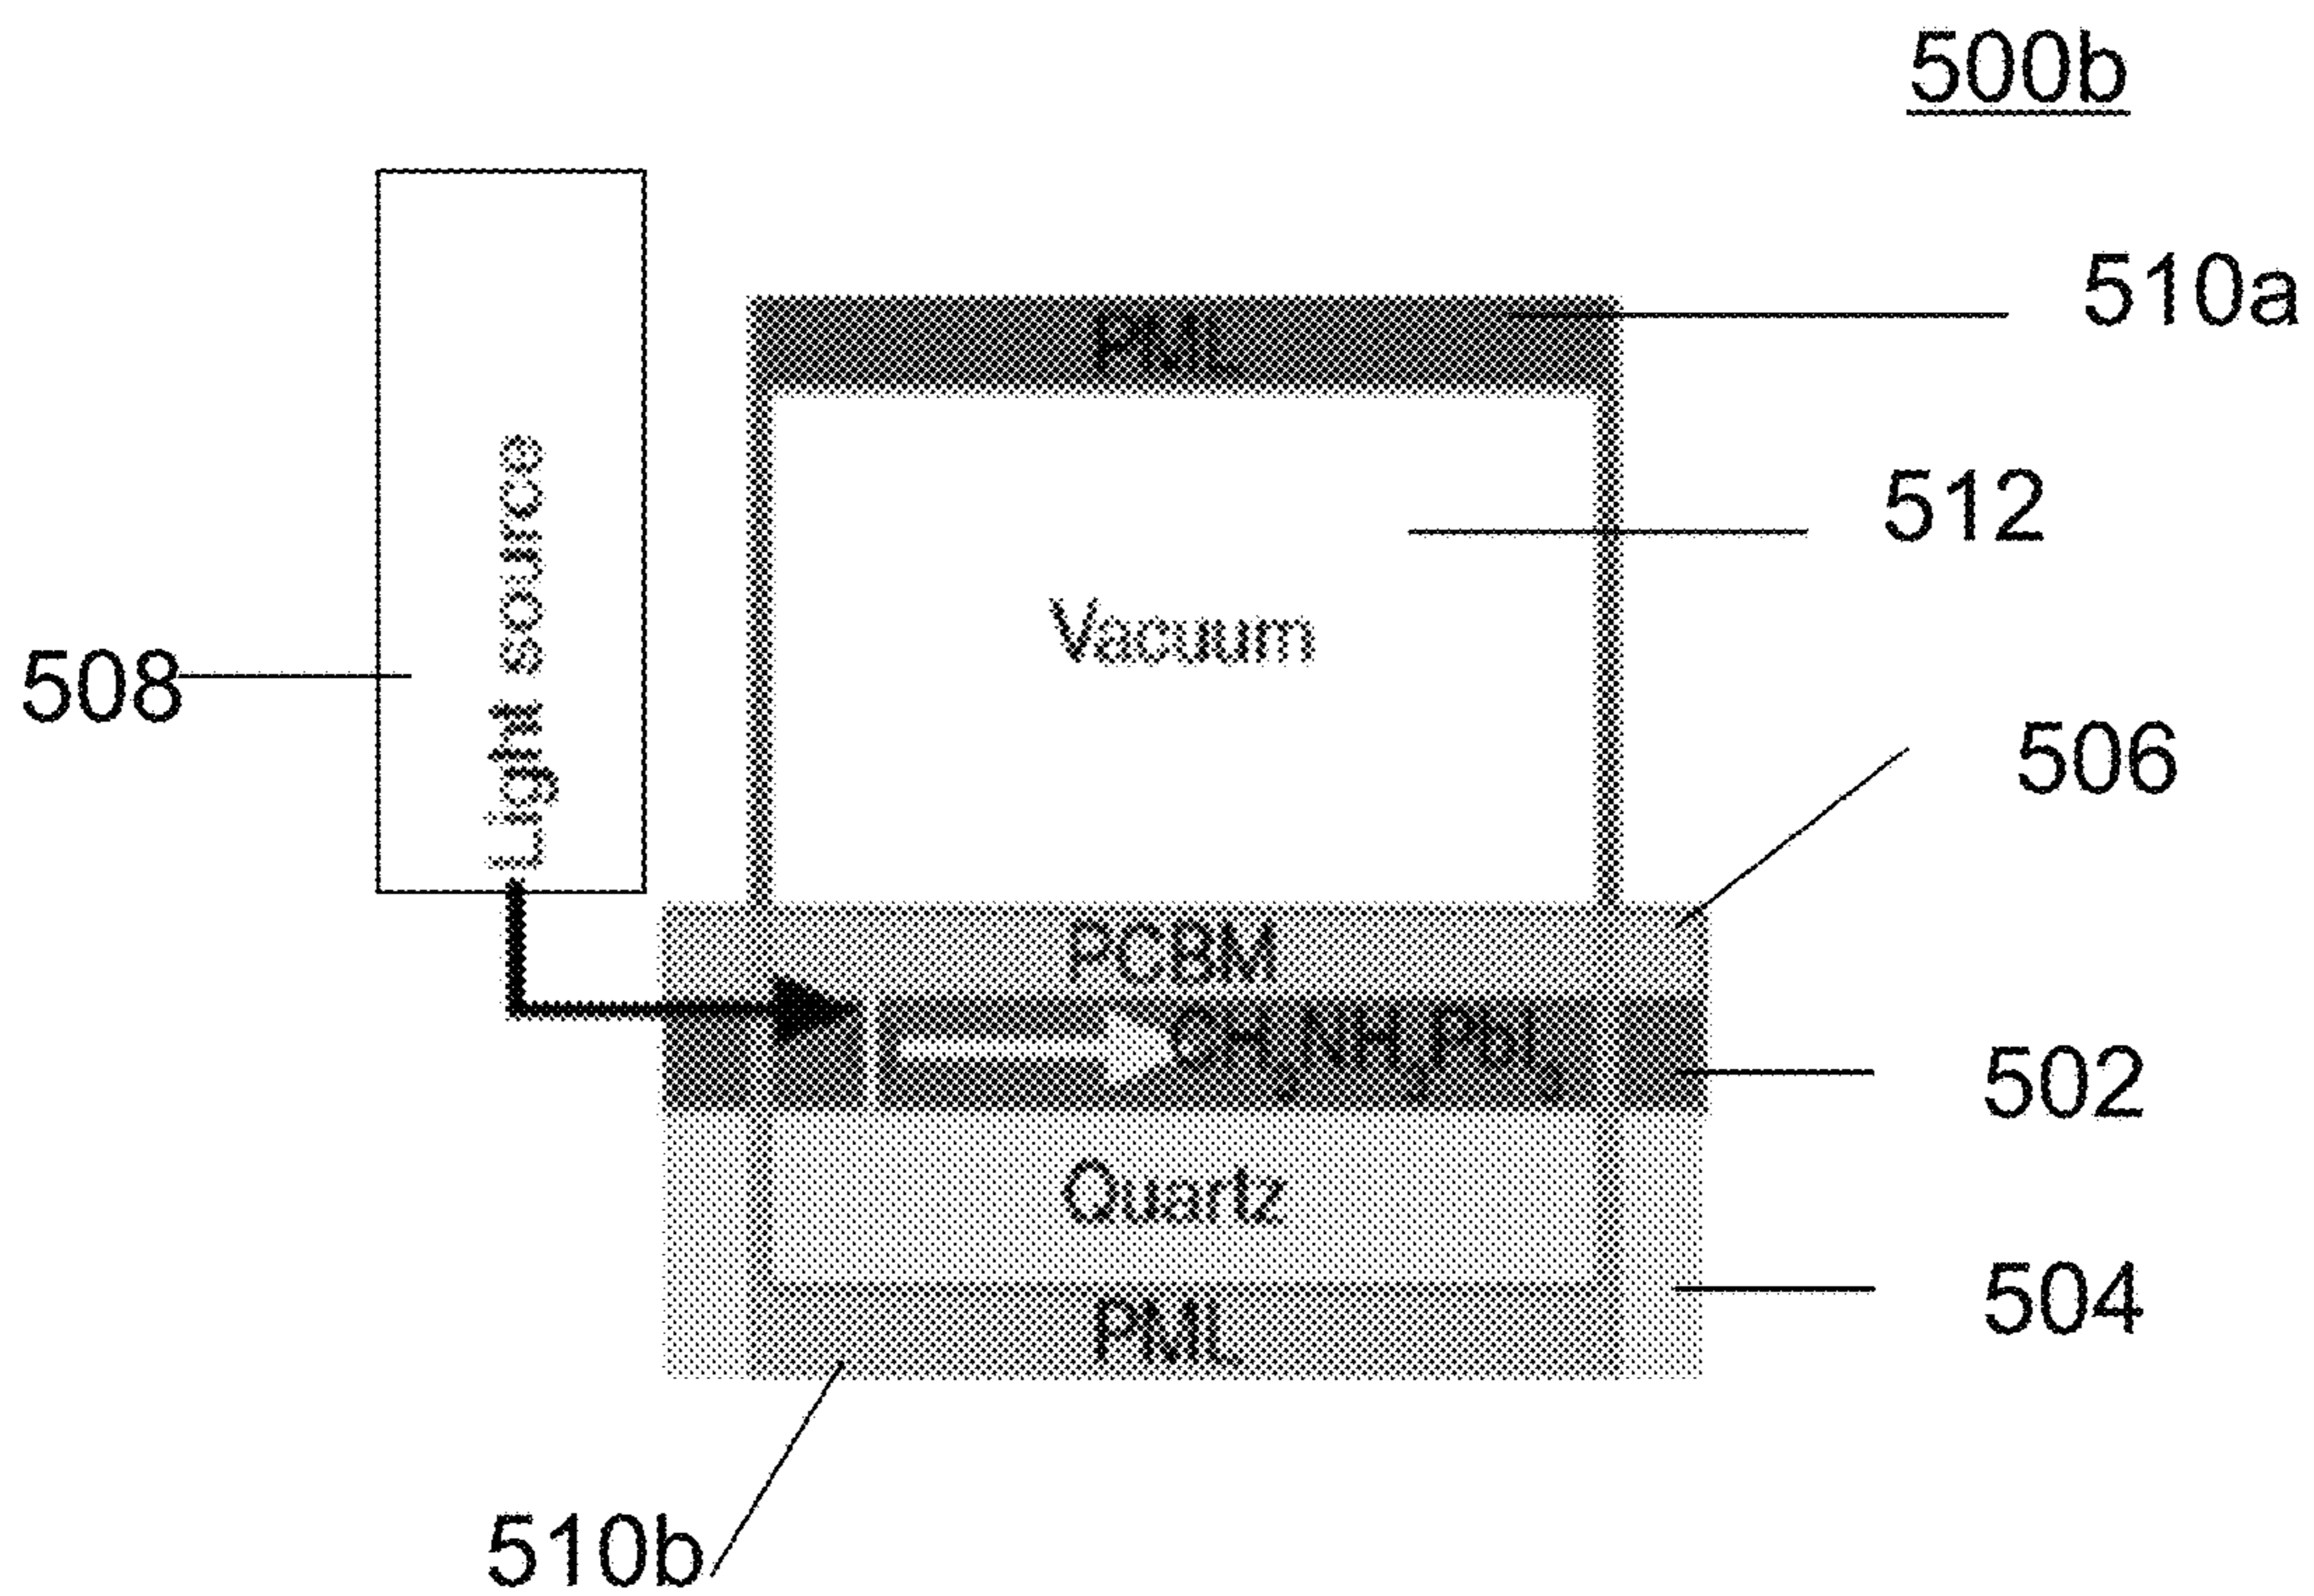 500b
510a
PML
512
Light source
Vacuum
508
506
PCBM
CH₃NH₃PbI₃
502
Quartz
504
PML
510b